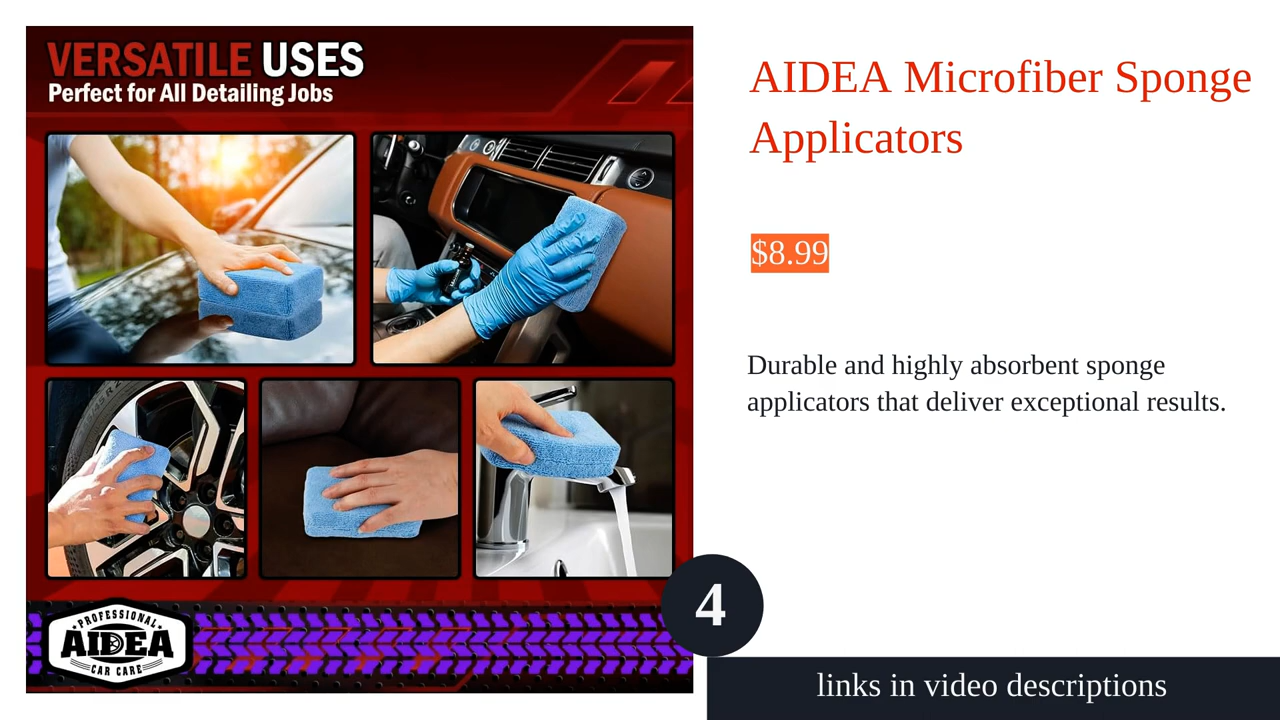 VERSATILE USES
Perfect for All Detailing Jobs
PROFESSIONAL
AIDEA
CAR CARE
AIDEA Microfiber Sponge
Applicators
$8.99
Durable and highly absorbent sponge
applicators that deliver exceptional results.
4
links in video descriptions